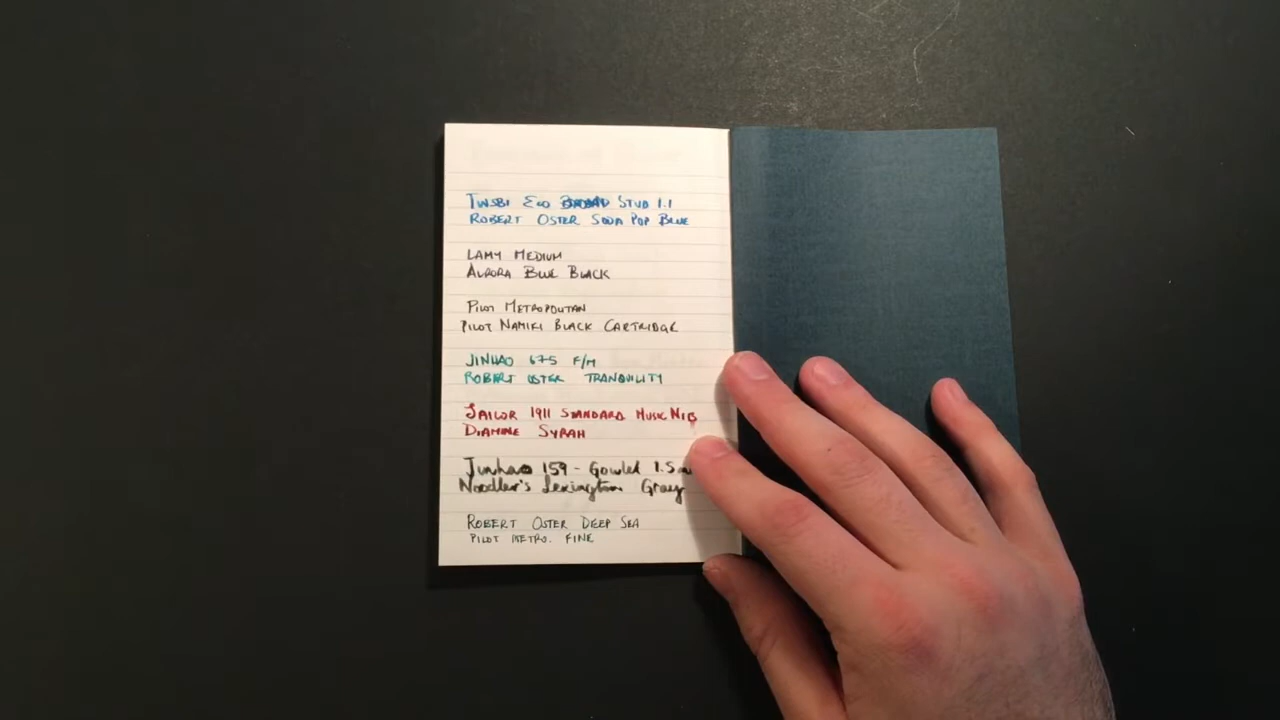 TWSBI ECO STUB 1.1
ROBERT OSTER SODA POP BLUE
LAMY MEDIUM
AURORA BLUE BLACK
PILOT METROPOLITAN
PILOT NAMIKI BLACK CARTRIDGE
JINHAO 675 F/M
ROBERT OSTER TRANQUILITY
SAILOR 1911 STANDARD MUSIC NIB
DIAMINE SYRAH
Jinhao 159 - Goulet 1.5
Noodler's Lexington Gray
ROBERT OSTER DEEP SEA
PILOT METRO. FINE